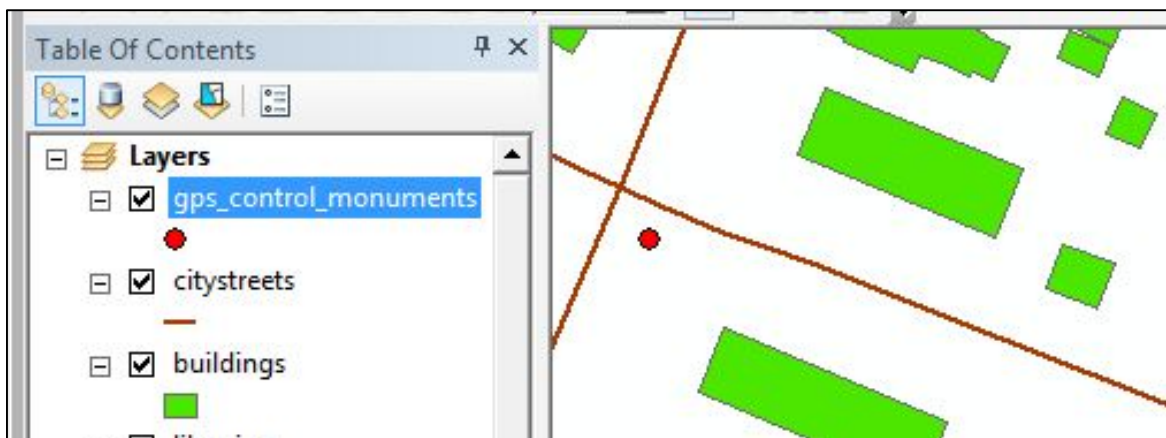 Table Of Contents
Layers
gps_control_monuments
citystreets
buildings